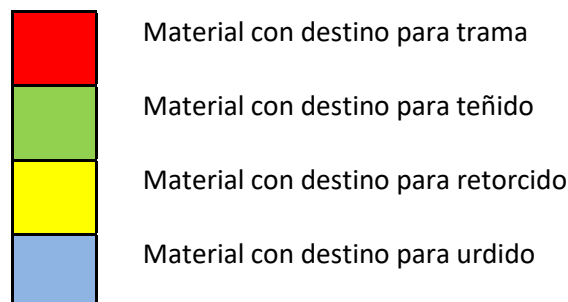 Material con destino para trama
Material con destino para teñido
Material con destino para retorcido
Material con destino para urdido